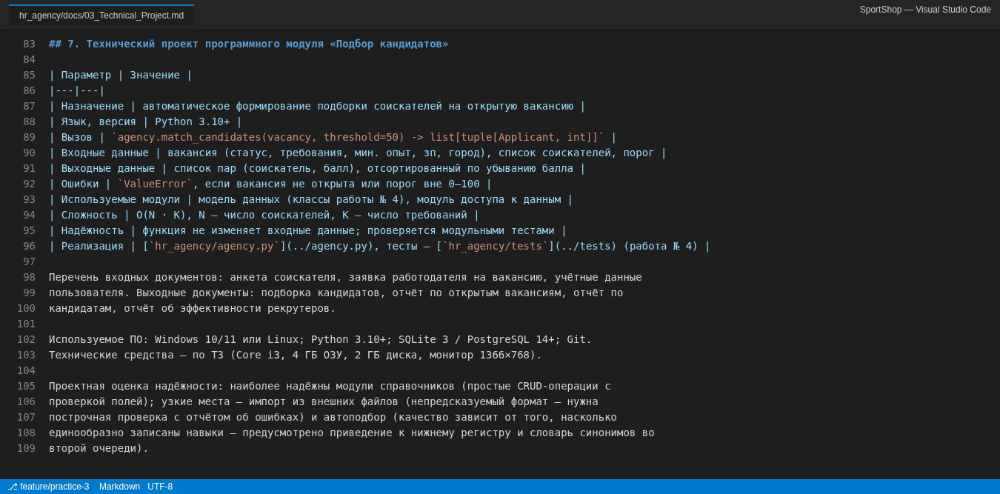 hr_agency/docs/03_Technical_Project.md
SportShop — Visual Studio Code
83 ## 7. Технический проект программного модуля «Подбор кандидатов»
84
85 | Параметр | Значение |
86 |---|---|
87 | Назначение | автоматическое формирование подборки соискателей на открытую вакансию |
88 | Язык, версия | Python 3.10+ |
89 | Вызов | `agency.match_candidates(vacancy, threshold=50) -> list[tuple[Applicant, int]]` |
90 | Входные данные | вакансия (статус, требования, мин. опыт, зп, город), список соискателей, порог |
91 | Выходные данные | список пар (соискатель, балл), отсортированный по убыванию балла |
92 | Ошибки | `ValueError`, если вакансия не открыта или порог вне 0–100 |
93 | Используемые модули | модель данных (классы работы № 4), модуль доступа к данным |
94 | Сложность | O(N · K), N — число соискателей, K — число требований |
95 | Надёжность | функция не изменяет входные данные; проверяется модульными тестами |
96 | Реализация | [`hr_agency/agency.py`](../agency.py), тесты — [`hr_agency/tests`](../tests) (работа № 4) |
97
98 Перечень входных документов: анкета соискателя, заявка работодателя на вакансию, учётные данные
99 пользователя. Выходные документы: подборка кандидатов, отчёт по открытым вакансиям, отчёт по
100 кандидатам, отчёт об эффективности рекрутеров.
101
102 Используемое ПО: Windows 10/11 или Linux; Python 3.10+; SQLite 3 / PostgreSQL 14+; Git.
103 Технические средства — по ТЗ (Core i3, 4 ГБ ОЗУ, 2 ГБ диска, монитор 1366×768).
104
105 Проектная оценка надёжности: наиболее надёжны модули справочников (простые CRUD-операции с
106 проверкой полей); узкие места — импорт из внешних файлов (непредсказуемый формат — нужна
107 построчная проверка с отчётом об ошибках) и автоподбор (качество зависит от того, насколько
108 единообразно записаны навыки — предусмотрено приведение к нижнему регистру и словарь синонимов во
109 второй очереди).
⎇ feature/practice-3 Markdown UTF-8